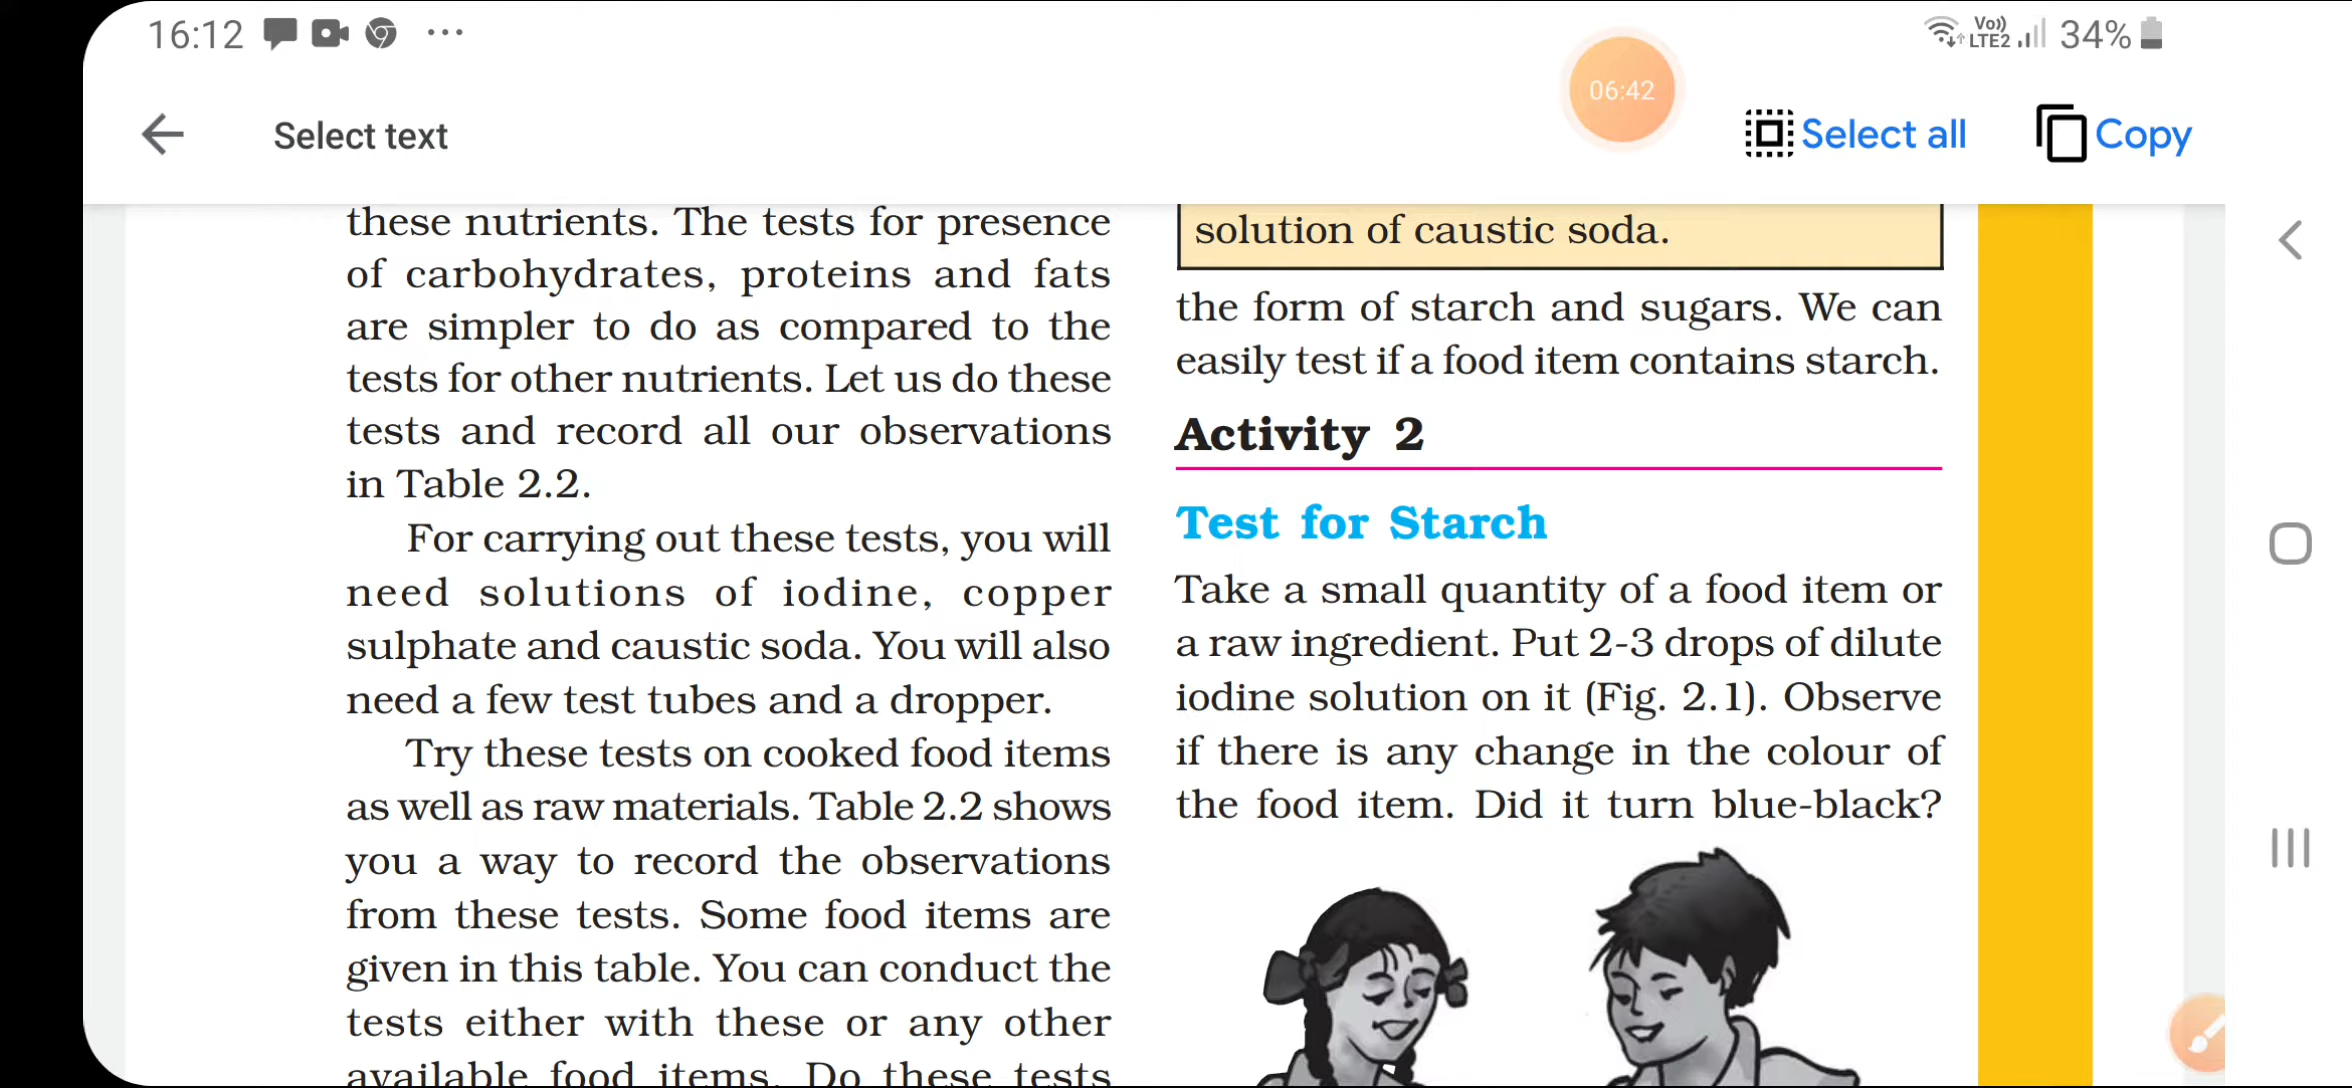 16:12
Vo))
LTE2
34%
06:42
Select text
Select all
Copy
these nutrients. The tests for presence
of carbohydrates, proteins and fats
are simpler to do as compared to the
tests for other nutrients. Let us do these
tests and record all our observations
in Table 2.2.
For carrying out these tests, you will
need solutions of iodine, copper
sulphate and caustic soda. You will also
need a few test tubes and a dropper.
Try these tests on cooked food items
as well as raw materials. Table 2.2 shows
you a way to record the observations
from these tests. Some food items are
given in this table. You can conduct the
tests either with these or any other
available food items. Do these tests
solution of caustic soda.
the form of starch and sugars. We can
easily test if a food item contains starch.
Activity 2
Test for Starch
Take a small quantity of a food item or
a raw ingredient. Put 2-3 drops of dilute
iodine solution on it (Fig. 2.1). Observe
if there is any change in the colour of
the food item. Did it turn blue-black?